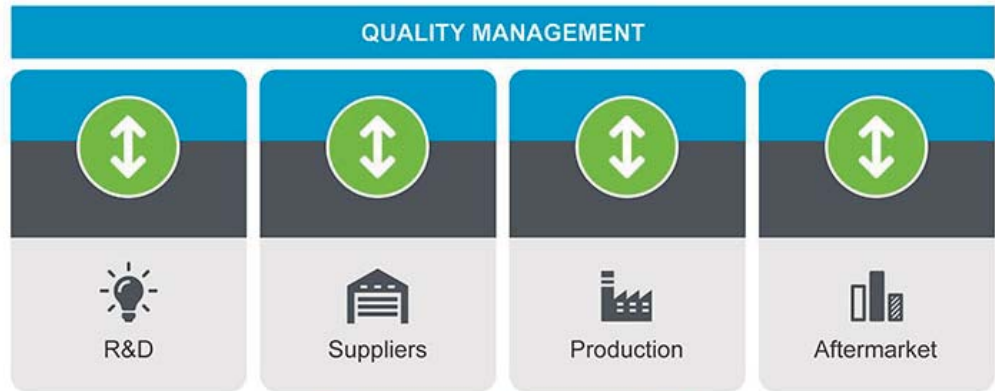 QUALITY MANAGEMENT
R&D
Suppliers
Production
Aftermarket